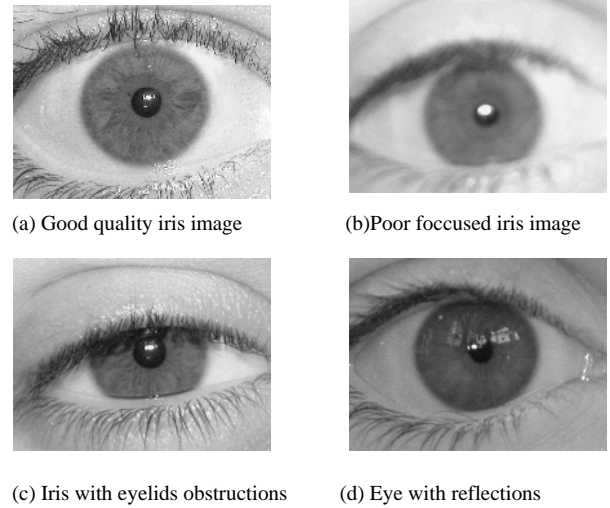 (a) Good quality iris image
(b)Poor foccused iris image
(c) Iris with eyelids obstructions
(d) Eye with reflections